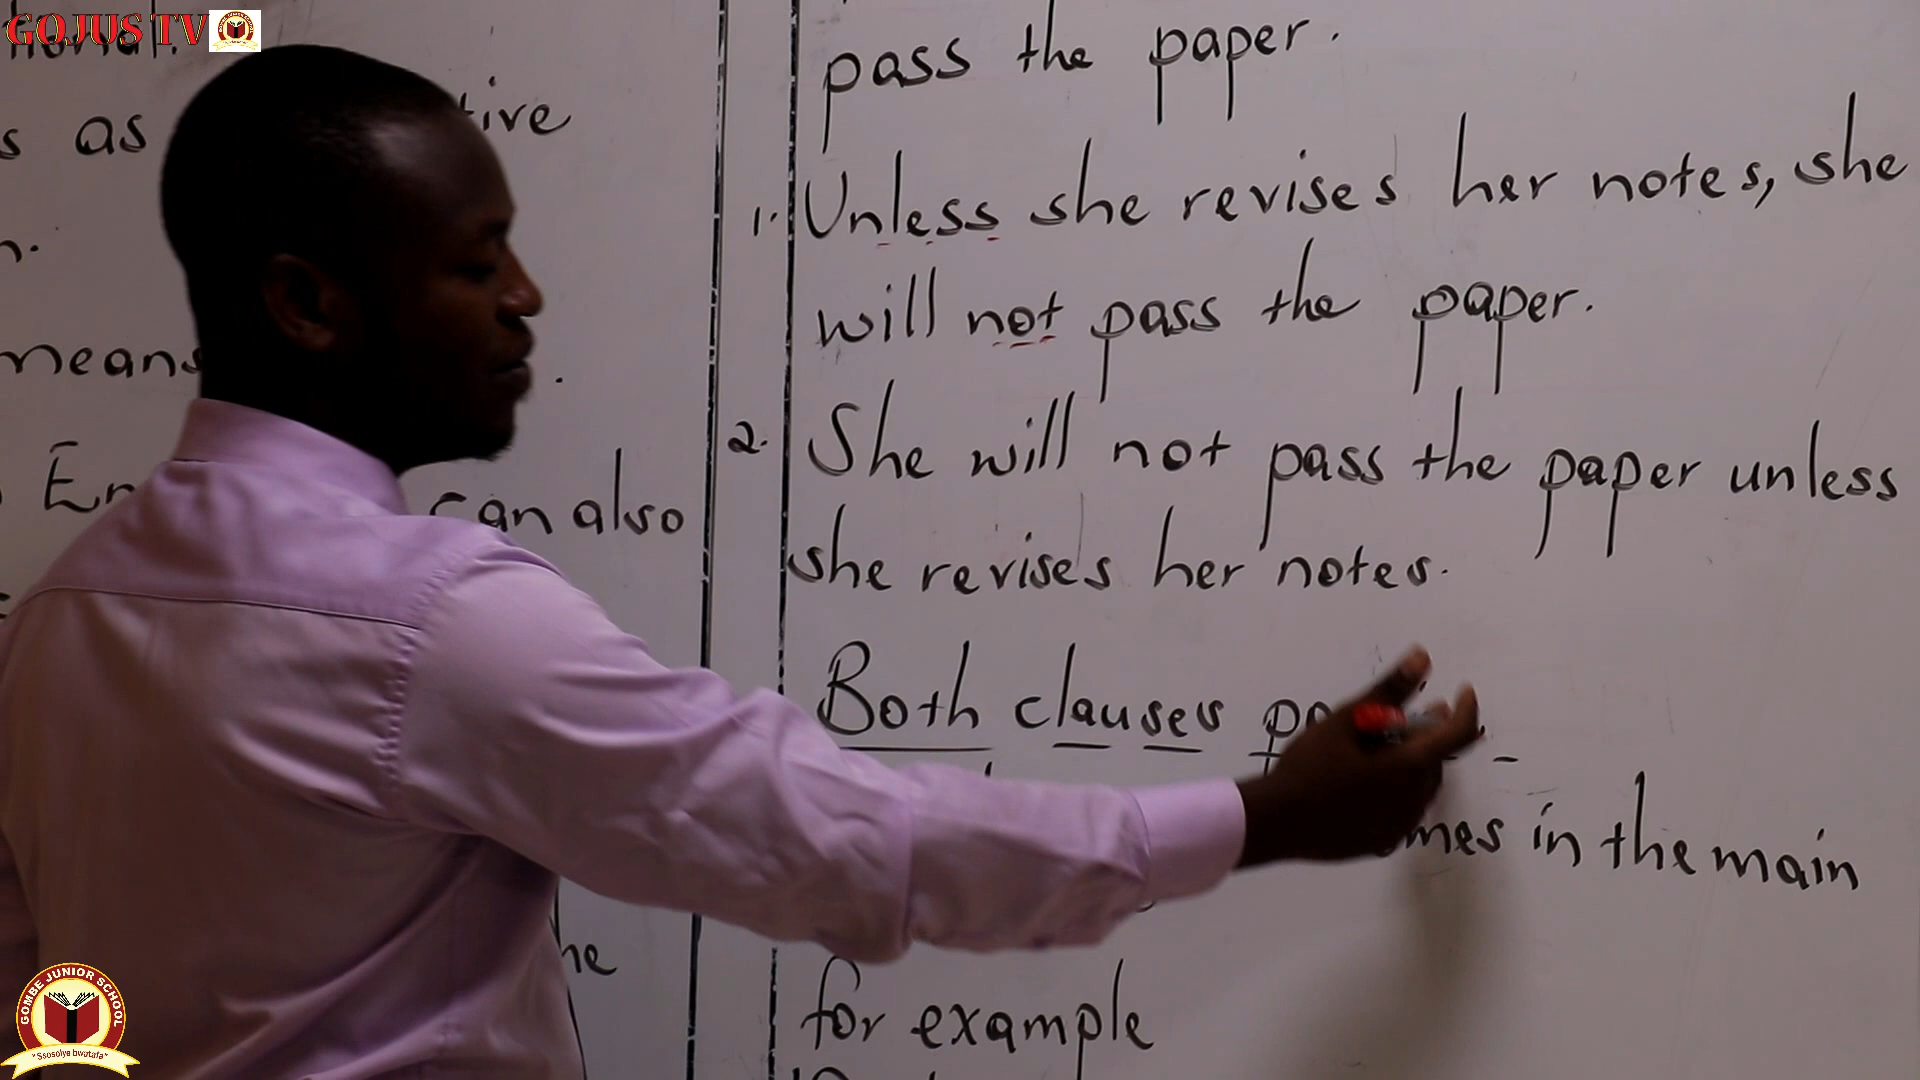 GOJUS TV
s as
tive
means
can also
he
pass the paper.
1. Unless she revises her notes, she
will not pass the paper.
2. She will not pass the paper unless
she revises her notes.
Both clauses
in the main
for example
GOMBE JUNIOR SCHOOL
"Ssosolye bwatafa"